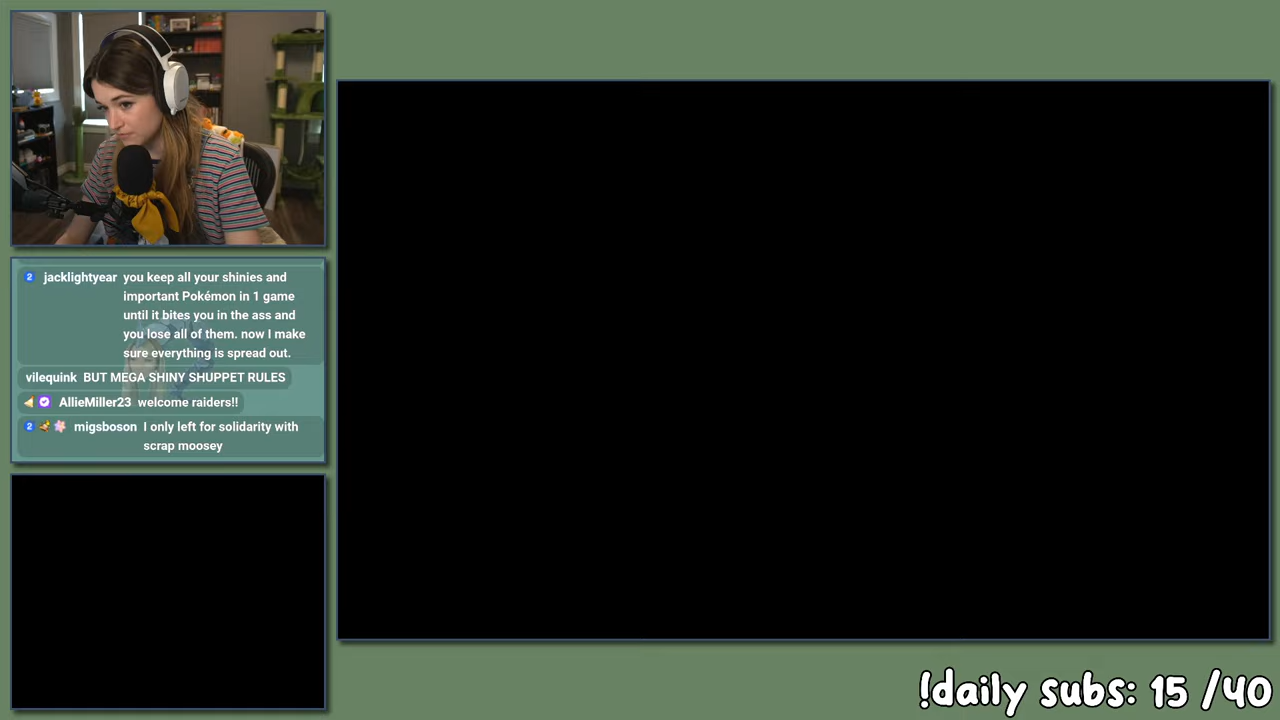 2 jacklightyear you keep all your shinies and
important Pokémon in 1 game
until it bites you in the ass and
you lose all of them. now I make
sure everything is spread out.
vilequink BUT MEGA SHINY SHUPPET RULES
AllieMiller23 welcome raiders!!
2 migsboson I only left for solidarity with
scrap moosey
!daily subs: 15 /40